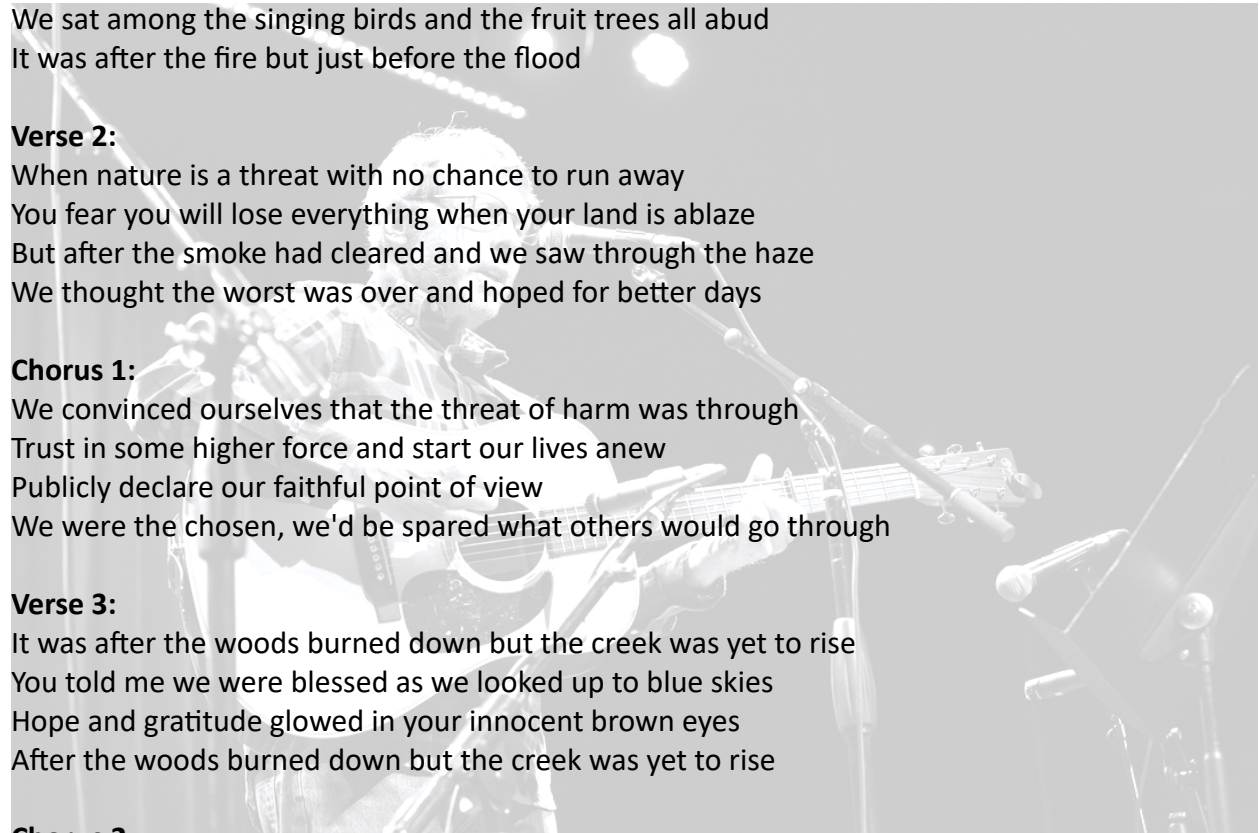 We sat among the singing birds and the fruit trees all abud
It was after the fire but just before the flood
Verse 2:
When nature is a threat with no chance to run away
You fear you will lose everything when your land is ablaze
But after the smoke had cleared and we saw through the haze
We thought the worst was over and hoped for better days
Chorus 1:
We convinced ourselves that the threat of harm was through
Trust in some higher force and start our lives anew
Publicly declare our faithful point of view
We were the chosen, we'd be spared what others would go through
Verse 3:
It was after the woods burned down but the creek was yet to rise
You told me we were blessed as we looked up to blue skies
Hope and gratitude glowed in your innocent brown eyes
After the woods burned down but the creek was yet to rise